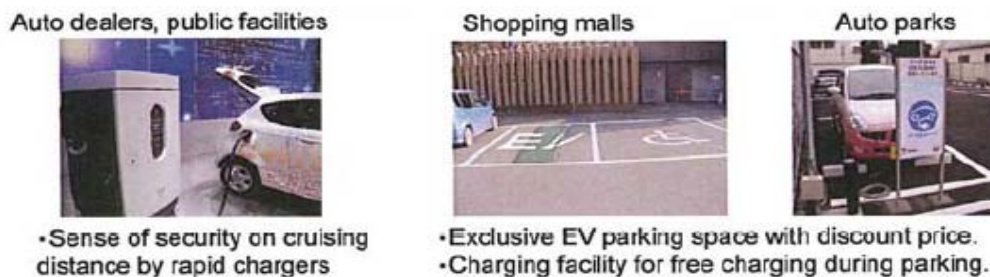 Auto dealers, public facilities
Shopping malls
Auto parks
EV
•Sense of security on cruising
distance by rapid chargers
•Exclusive EV parking space with discount price.
•Charging facility for free charging during parking.